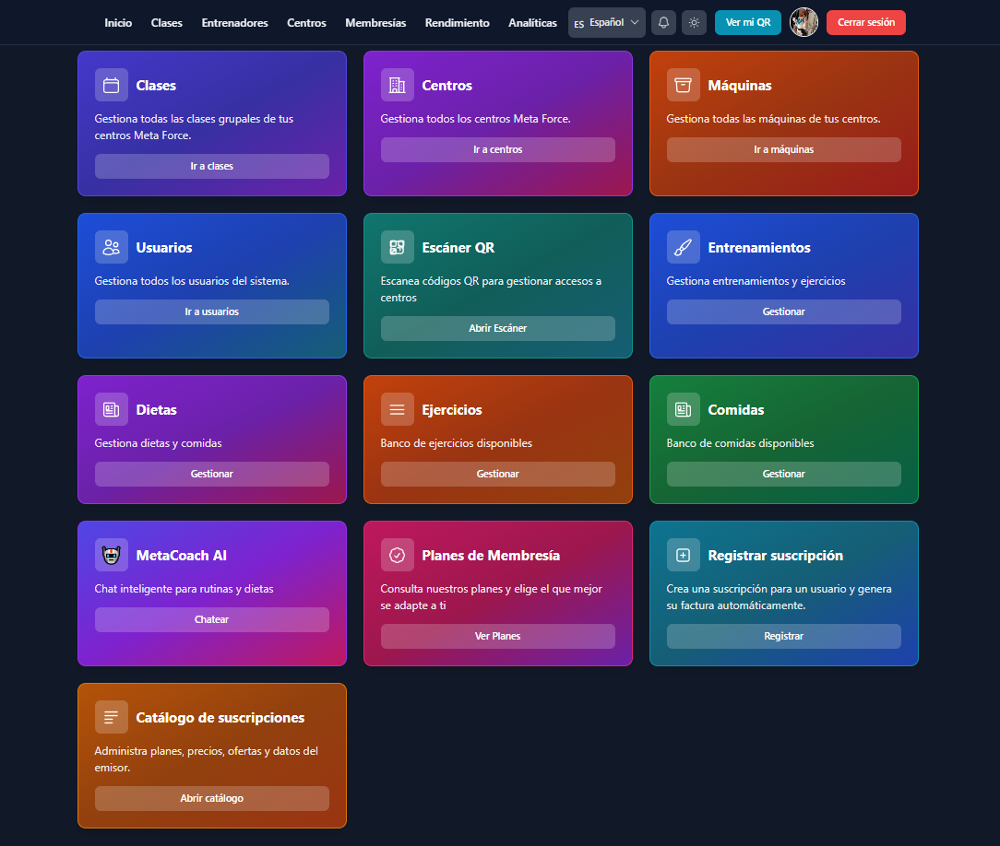 Inicio Clases Entrenadores Centros Membresías Rendimiento Analíticas ES Español Ver mi QR Cerrar sesión
Clases
Gestiona todas las clases grupales de tus
centros Meta Force.
Ir a clases
Centros
Gestiona todos los centros Meta Force.
Ir a centros
Máquinas
Gestiona todas las máquinas de tus centros.
Ir a máquinas
Usuarios
Gestiona todos los usuarios del sistema.
Ir a usuarios
Escáner QR
Escanea códigos QR para gestionar accesos a
centros
Abrir Escáner
Entrenamientos
Gestiona entrenamientos y ejercicios
Gestionar
Dietas
Gestiona dietas y comidas
Gestionar
Ejercicios
Banco de ejercicios disponibles
Gestionar
Comidas
Banco de comidas disponibles
Gestionar
MetaCoach AI
Chat inteligente para rutinas y dietas
Chatear
Planes de Membresía
Consulta nuestros planes y elige el que mejor
se adapte a ti
Ver Planes
Registrar suscripción
Crea una suscripción para un usuario y genera
su factura automáticamente.
Registrar
Catálogo de suscripciones
Administra planes, precios, ofertas y datos del
emisor.
Abrir catálogo